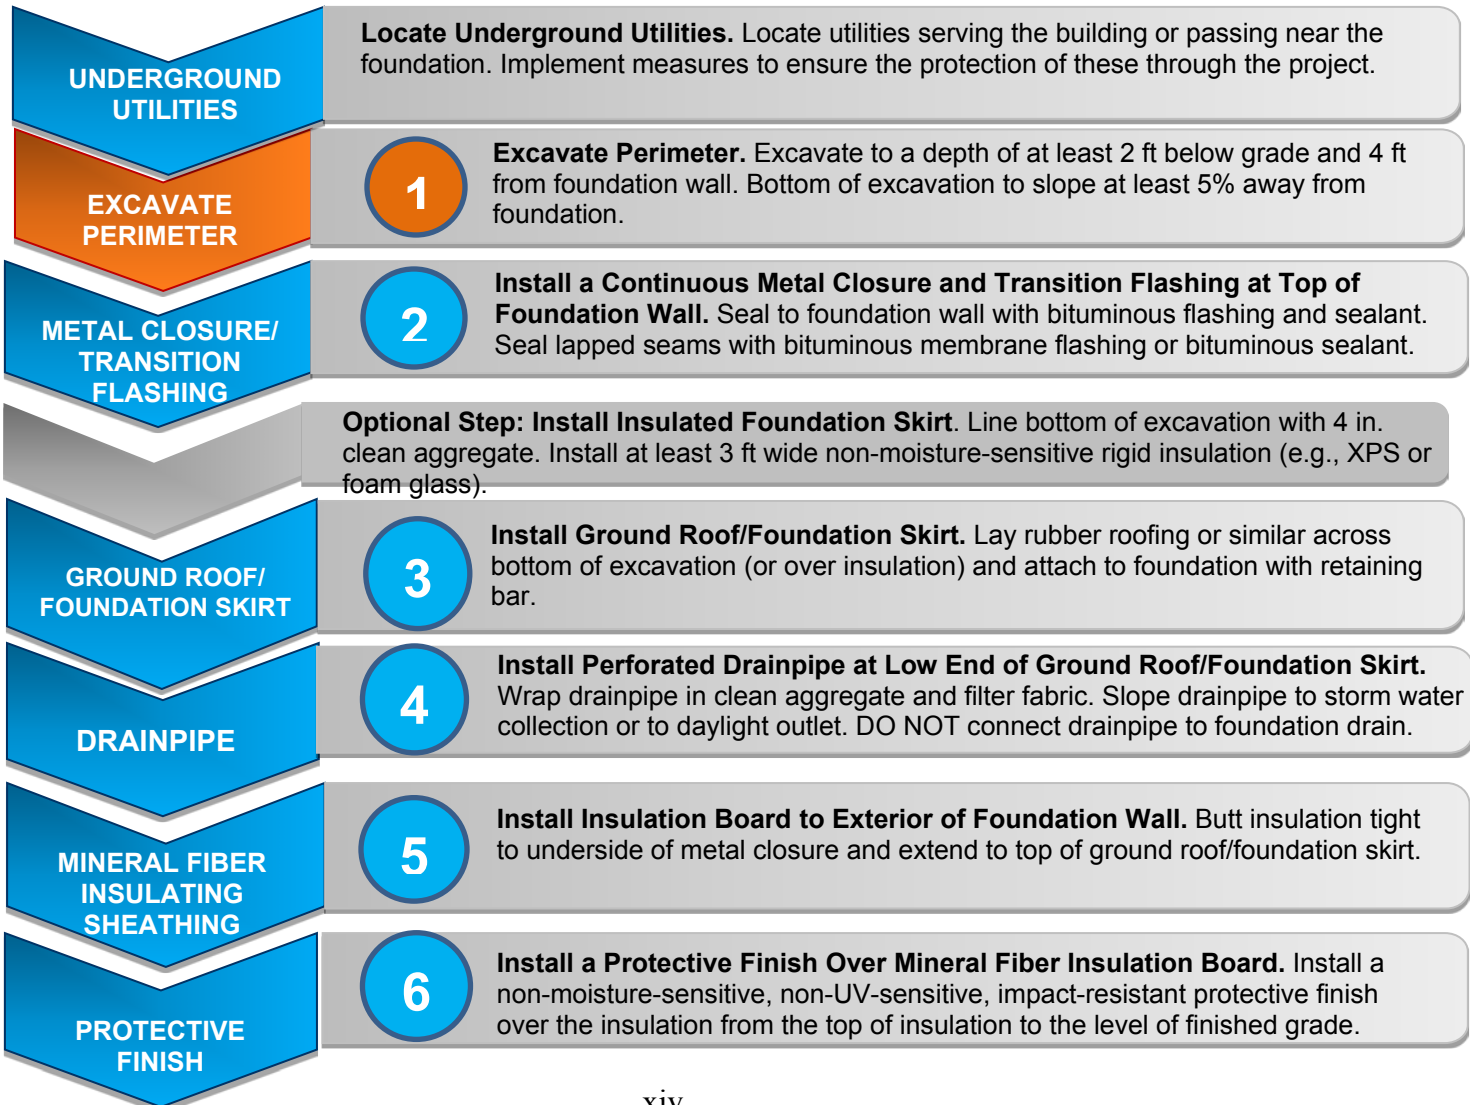 UNDERGROUND
UTILITIES
Locate Underground Utilities. Locate utilities serving the building or passing near the
foundation. Implement measures to ensure the protection of these through the project.
EXCAVATE
PERIMETER
1
Excavate Perimeter. Excavate to a depth of at least 2 ft below grade and 4 ft
from foundation wall. Bottom of excavation to slope at least 5% away from
foundation.
METAL CLOSURE/
TRANSITION
FLASHING
2
Install a Continuous Metal Closure and Transition Flashing at Top of
Foundation Wall. Seal to foundation wall with bituminous flashing and sealant.
Seal lapped seams with bituminous membrane flashing or bituminous sealant.
Optional Step: Install Insulated Foundation Skirt. Line bottom of excavation with 4 in.
clean aggregate. Install at least 3 ft wide non-moisture-sensitive rigid insulation (e.g., XPS or
foam glass).
GROUND ROOF/
FOUNDATION SKIRT
3
Install Ground Roof/Foundation Skirt. Lay rubber roofing or similar across
bottom of excavation (or over insulation) and attach to foundation with retaining
bar.
DRAINPIPE
4
Install Perforated Drainpipe at Low End of Ground Roof/Foundation Skirt.
Wrap drainpipe in clean aggregate and filter fabric. Slope drainpipe to storm water
collection or to daylight outlet. DO NOT connect drainpipe to foundation drain.
MINERAL FIBER
INSULATING
SHEATHING
5
Install Insulation Board to Exterior of Foundation Wall. Butt insulation tight
to underside of metal closure and extend to top of ground roof/foundation skirt.
PROTECTIVE
FINISH
6
Install a Protective Finish Over Mineral Fiber Insulation Board. Install a
non-moisture-sensitive, non-UV-sensitive, impact-resistant protective finish
over the insulation from the top of insulation to the level of finished grade.
xiv